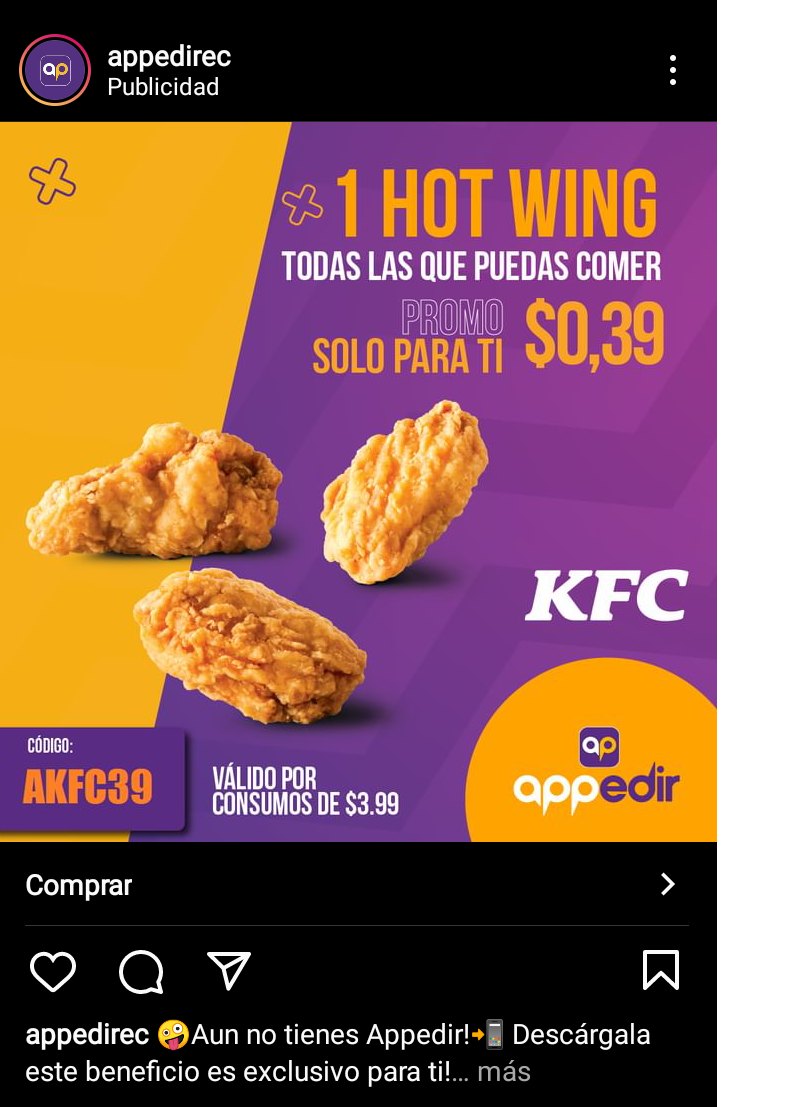 appedirec
Publicidad
1 HOT WING
TODAS LAS QUE PUEDAS COMER
PROMO
SOLO PARA TI $0,39
KFC
CÓDIGO:
AKFC39
VÁLIDO POR
CONSUMOS DE $3.99
ap
appedir
Comprar
appedirec 🤪Aun no tienes Appedir!📲 Descárgala
este beneficio es exclusivo para ti!... más